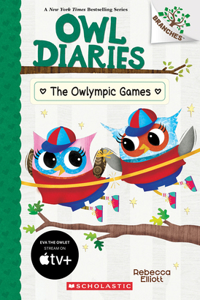 A New York Times Bestselling Series
BRANCHES
OWL
DIARIES
The Owlympic Games
EVA THE OWLET
STREAM ON
tv+
Rebecca
Elliott
SCHOLASTIC